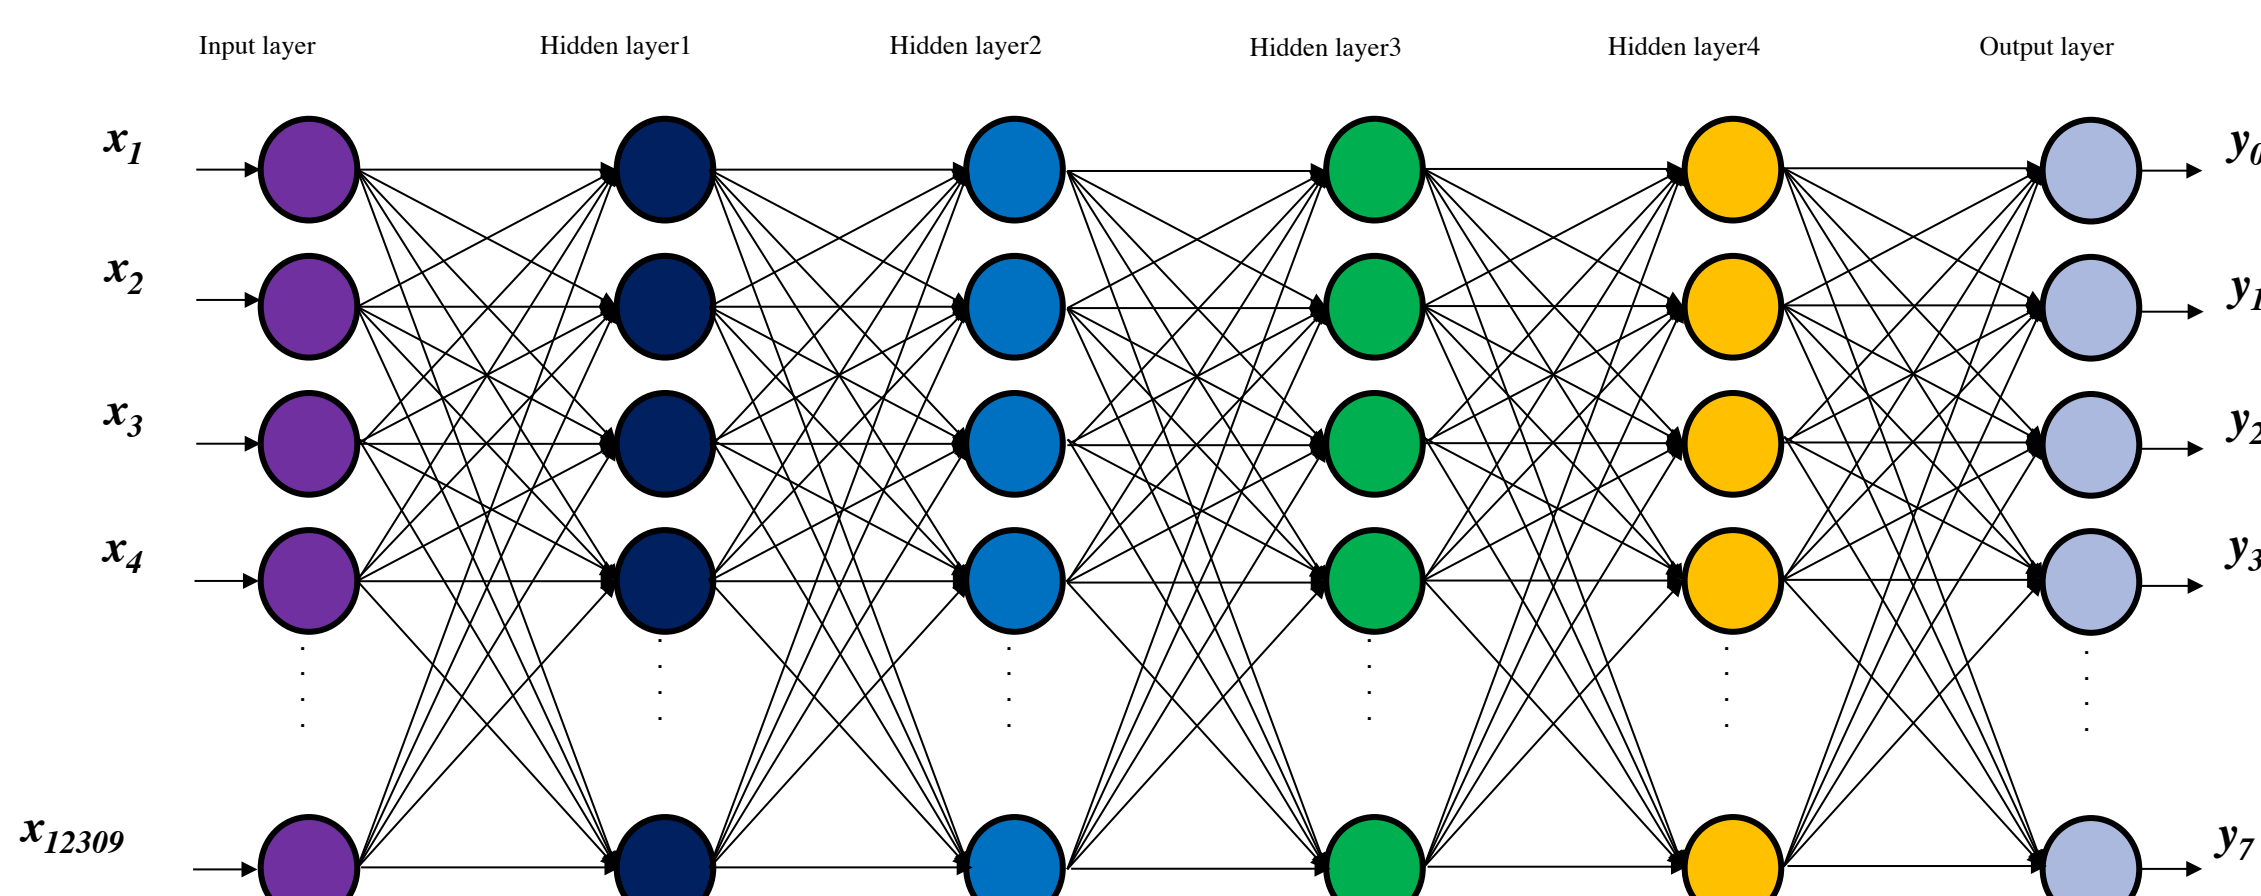 Input layer Hidden layer1 Hidden layer2 Hidden layer3 Hidden layer4 Output layer
x1 y0
x2 y1
x3 y2
x4 y3
x12309 y7